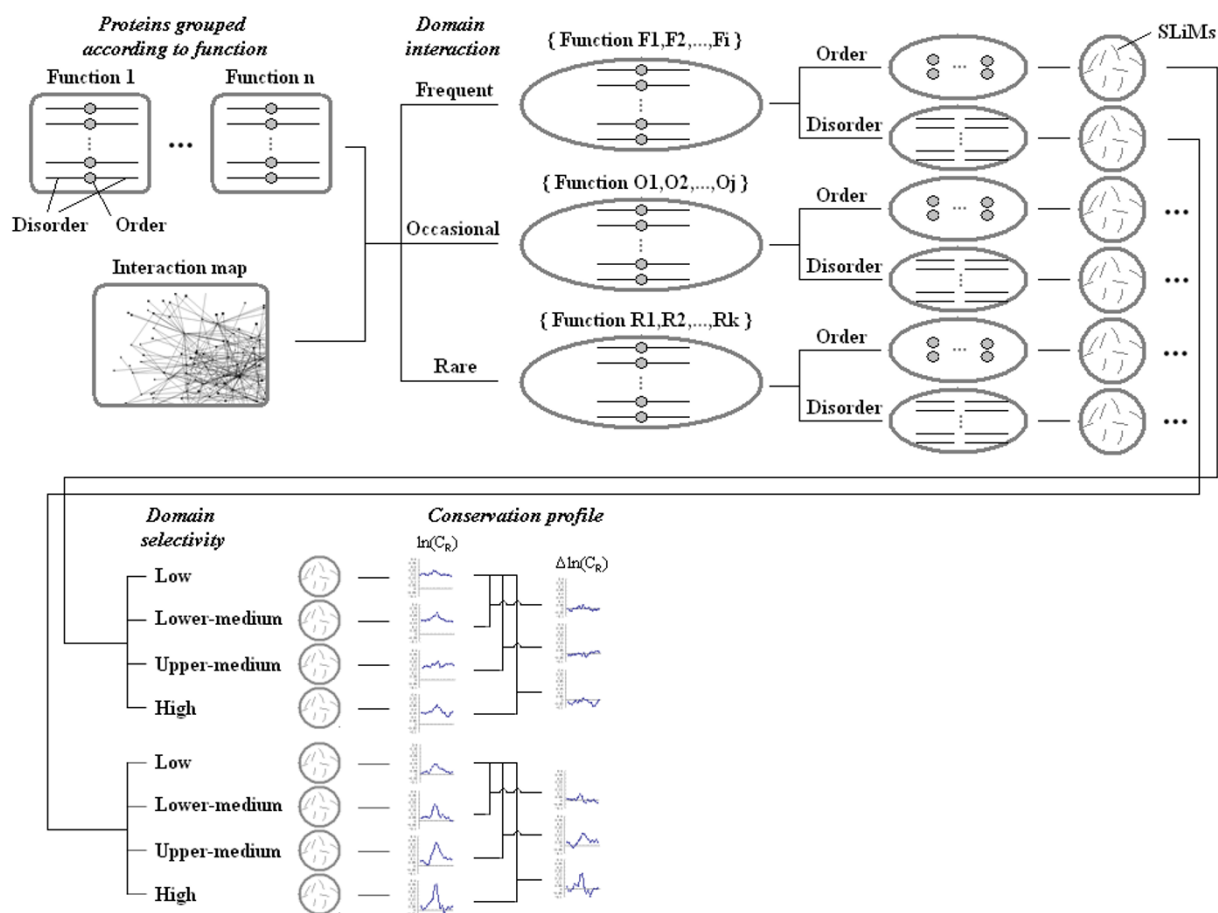 Proteins grouped
according to function
Function 1
Function n
...
Disorder
Order
Interaction map
Domain
interaction
Frequent
Occasional
Rare
{ Function F1,F2,...,Fi }
{ Function O1,O2,...,Oj }
{ Function R1,R2,...,Rk }
Order
Disorder
Order
Disorder
Order
Disorder
SLiMs
...
...
...
...
Domain
selectivity
Conservation profile
ln(C_R)
Δln(C_R)
Low
Lower-medium
Upper-medium
High
Low
Lower-medium
Upper-medium
High